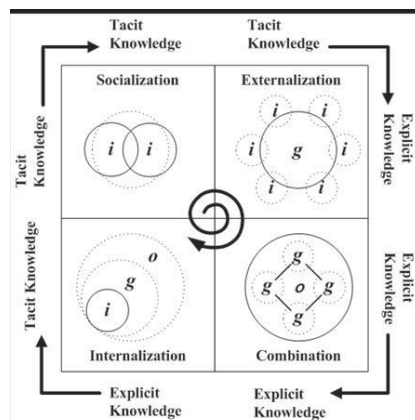 Tacit
Knowledge
Tacit
Knowledge
Socialization
Externalization
Tacit
Knowledge
Explicit
Knowledge
i i
i i
i i
i i
g
Tacit Knowledge
o
g
i
g
g o g
g
Explicit
Knowledge
Internalization
Combination
Explicit
Knowledge
Explicit
Knowledge